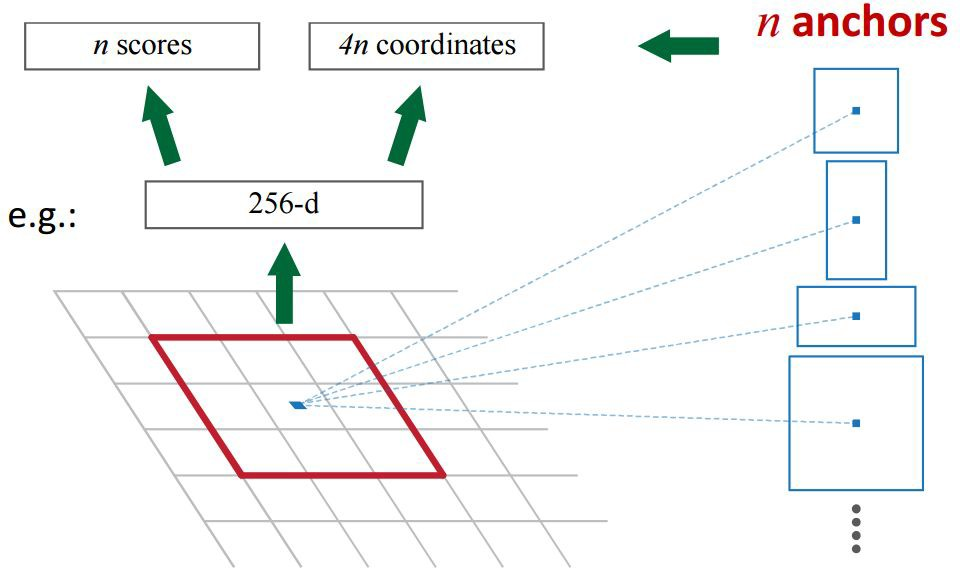 n anchors
n scores
4n coordinates
256-d
e.g.: